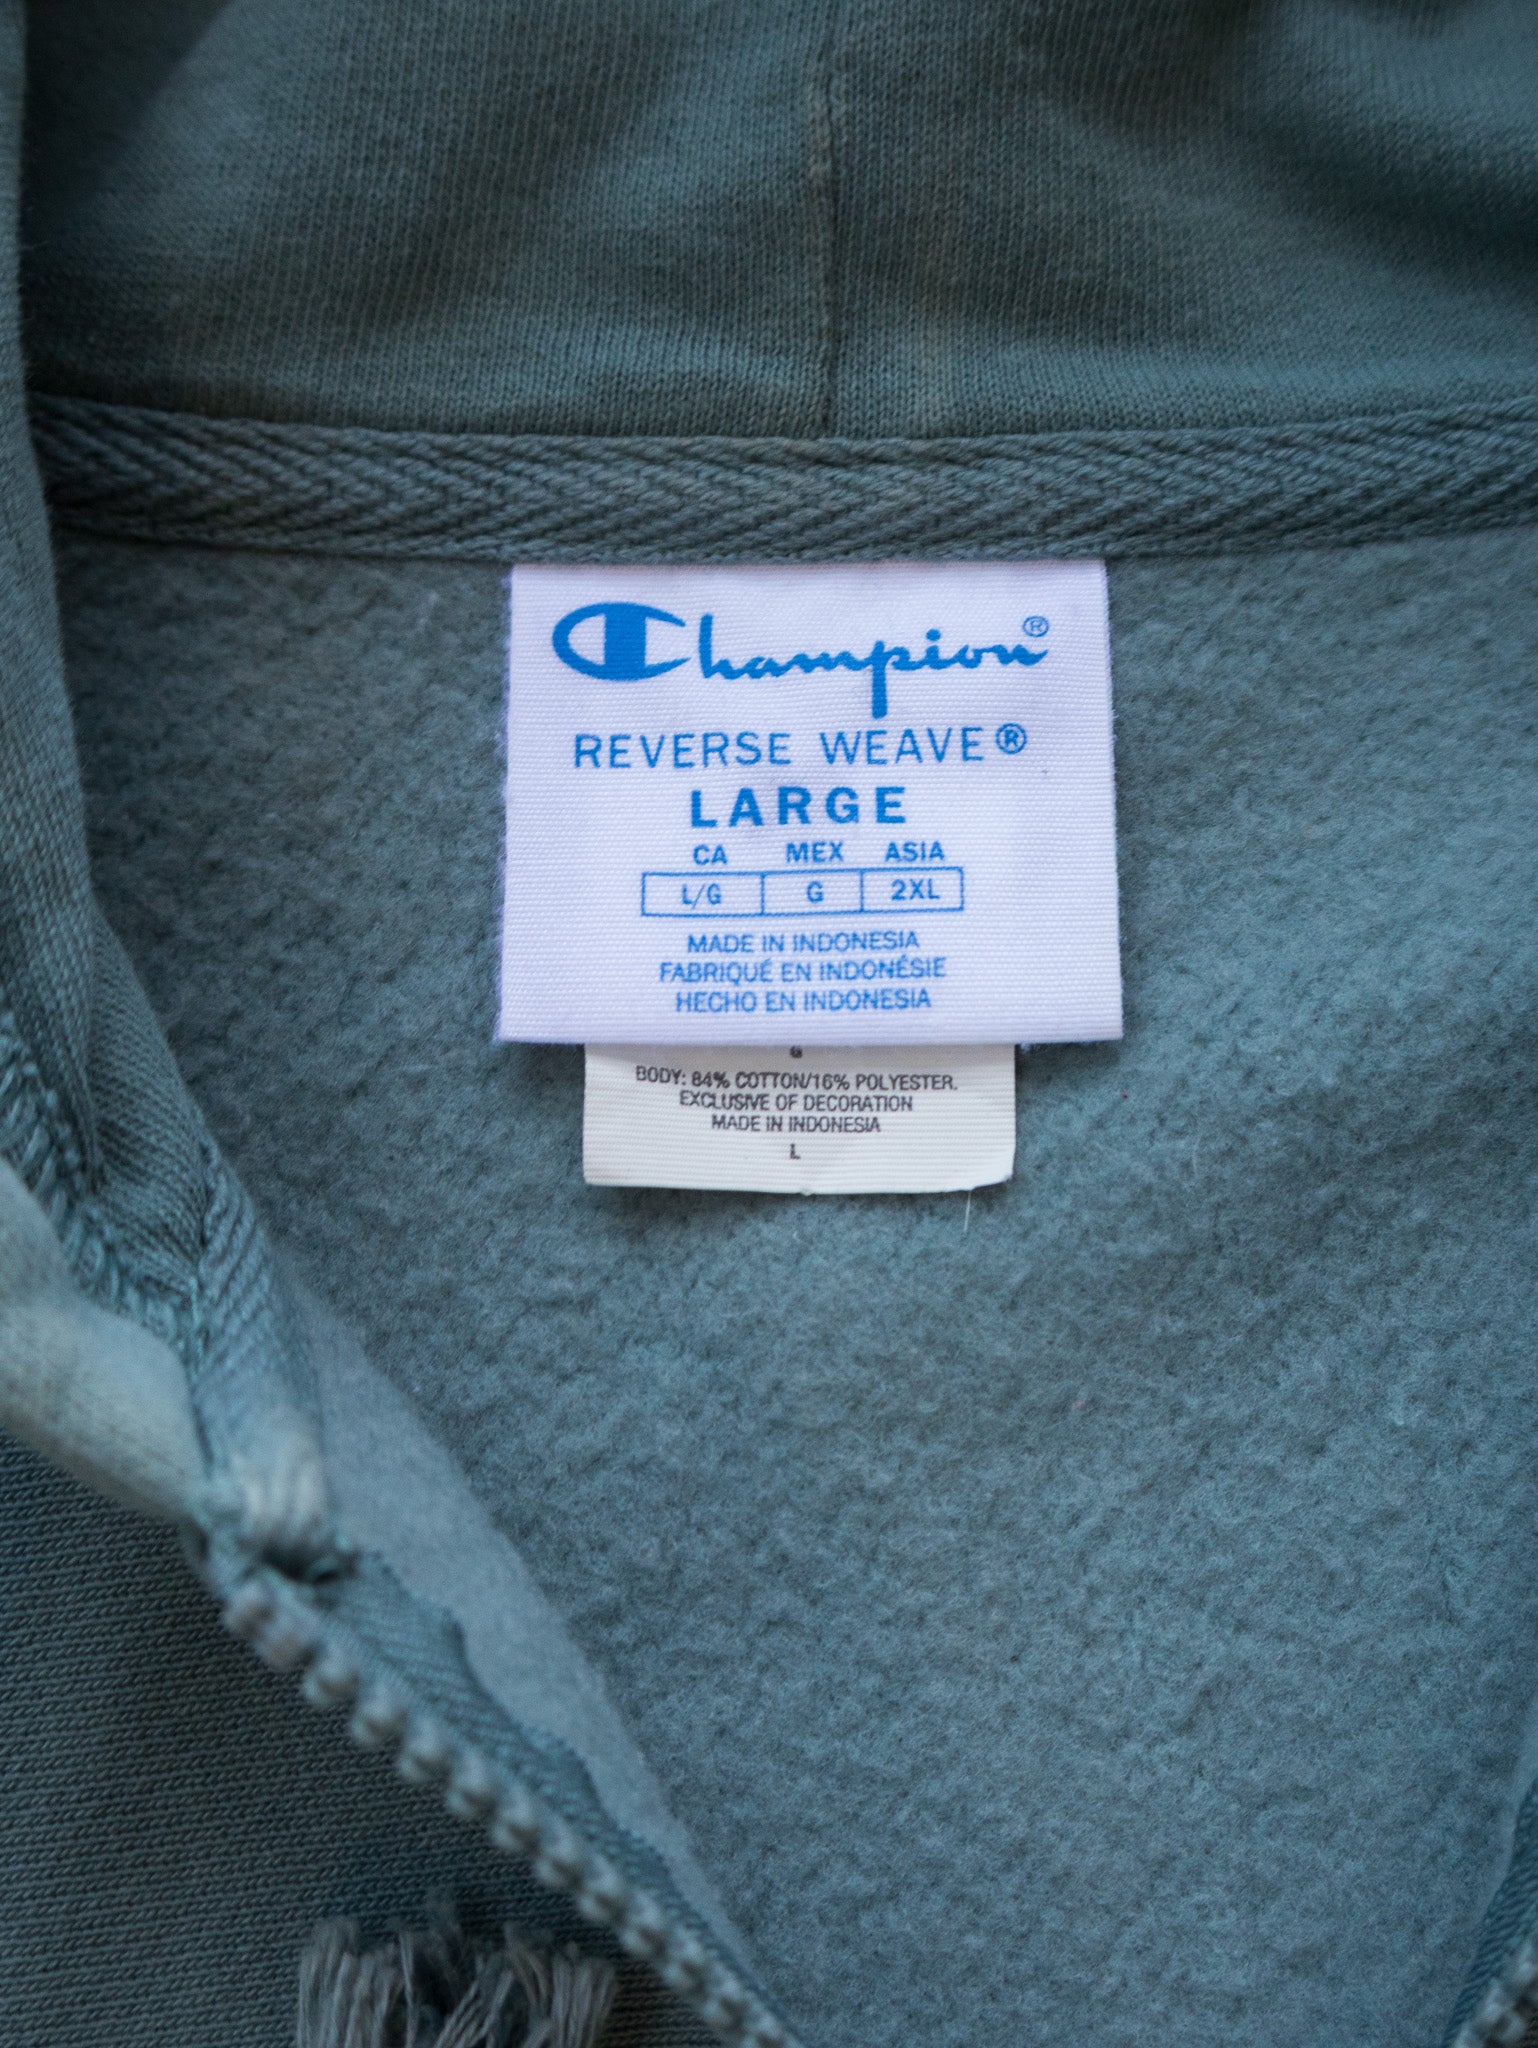 Champion®
REVERSE WEAVE®
LARGE
CA MEX ASIA
L/G G 2XL
MADE IN INDONESIA
FABRIQUÉ EN INDONÉSIE
HECHO EN INDONESIA
G
BODY: 84% COTTON/16% POLYESTER.
EXCLUSIVE OF DECORATION
MADE IN INDONESIA
L